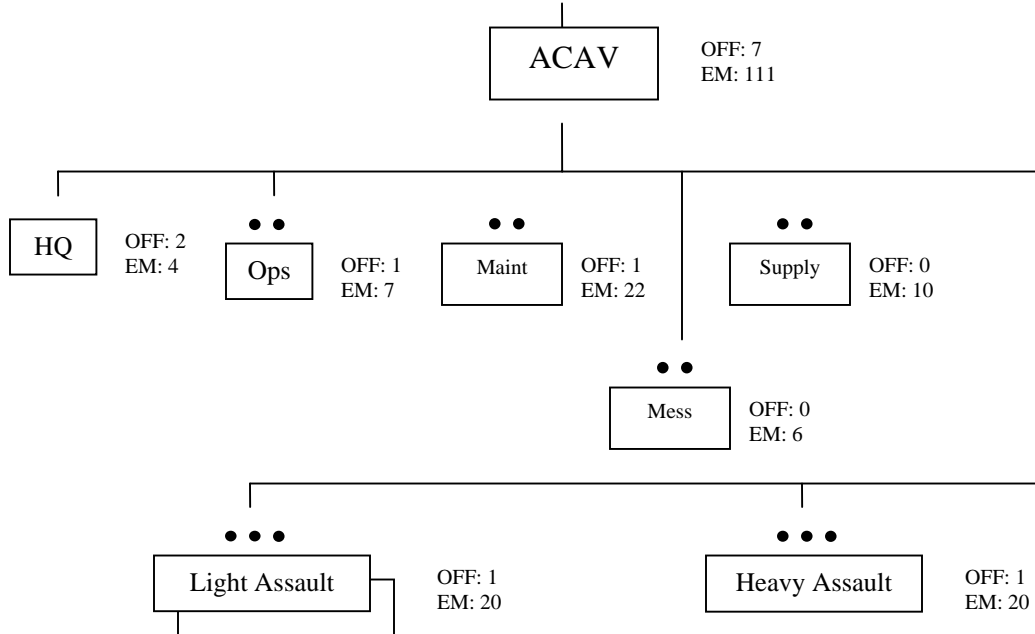 ACAV
OFF: 7
EM: 111
HQ
OFF: 2
EM: 4
Ops
OFF: 1
EM: 7
Maint
OFF: 1
EM: 22
Supply
OFF: 0
EM: 10
Mess
OFF: 0
EM: 6
Light Assault
OFF: 1
EM: 20
Heavy Assault
OFF: 1
EM: 20